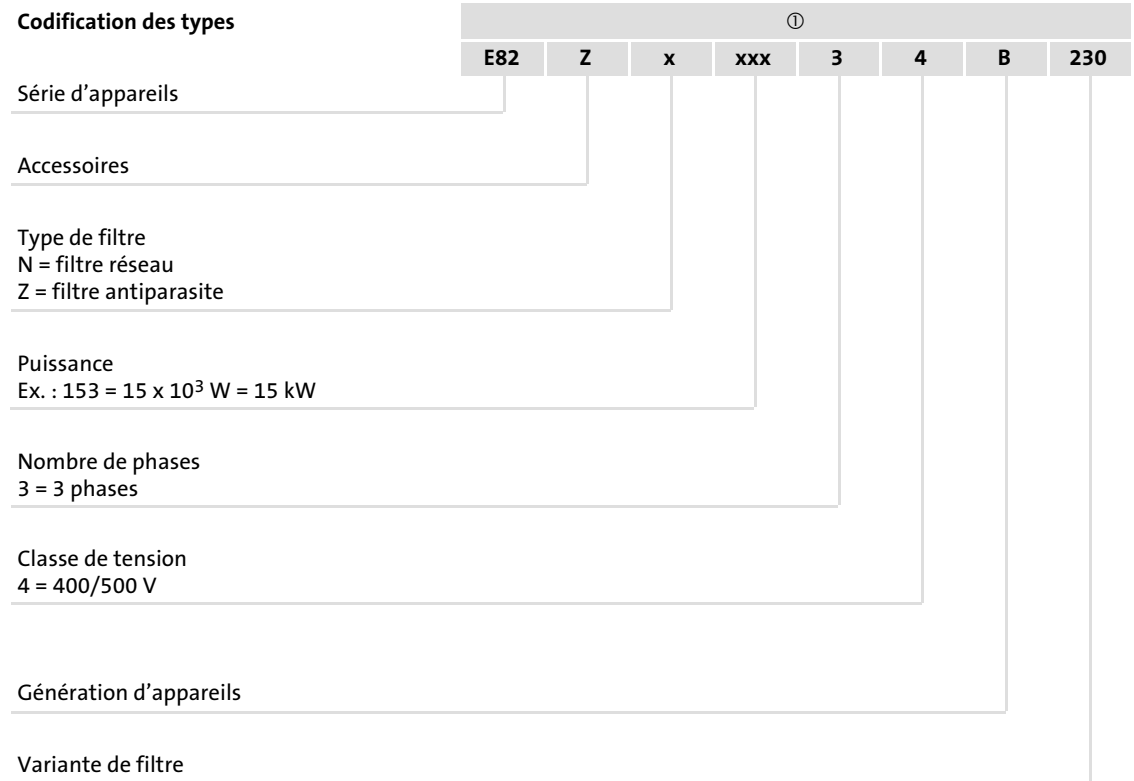 Codification des types
①
E82 Z x xxx 3 4 B 230
Série d’appareils
Accessoires
Type de filtre
N = filtre réseau
Z = filtre antiparasite
Puissance
Ex. : 153 = 15 x 10³ W = 15 kW
Nombre de phases
3 = 3 phases
Classe de tension
4 = 400/500 V
Génération d’appareils
Variante de filtre